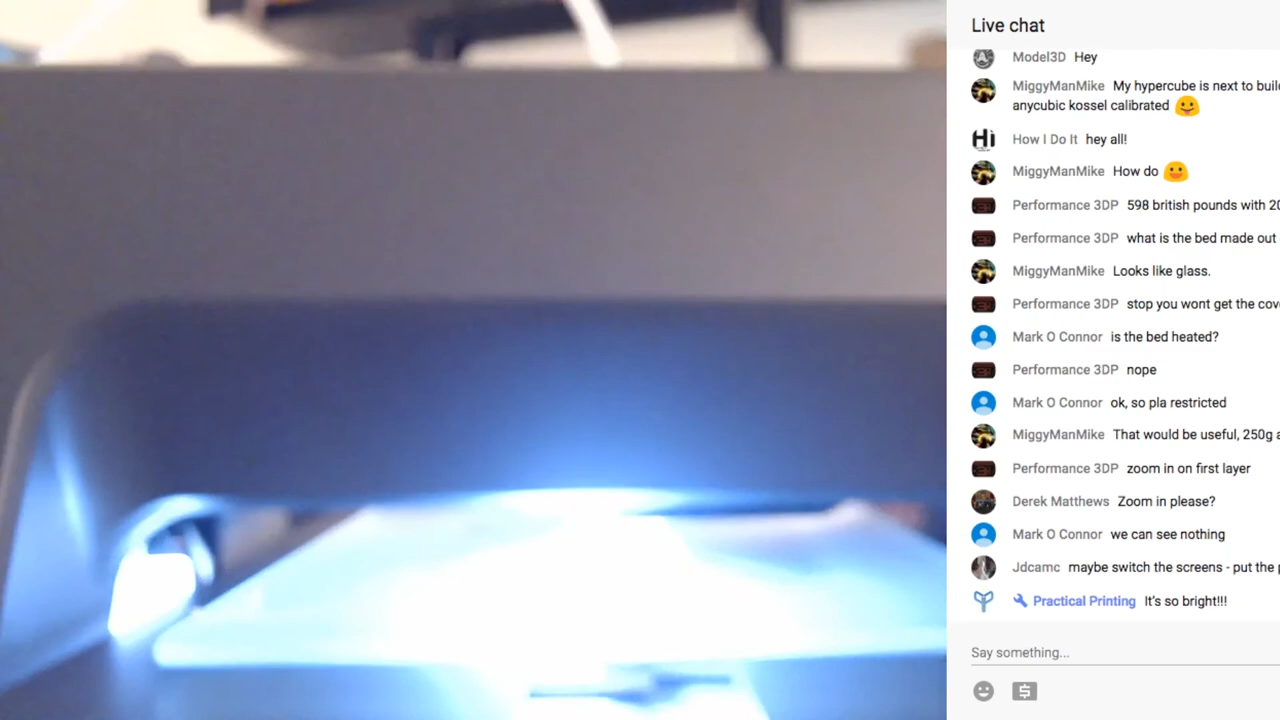 Live chat
Model3D Hey
MiggyManMike My hypercube is next to
anycubic kossel calibrated
Hi How I Do It hey all!
MiggyManMike How do
Performance 3DP 598 british pounds with
Performance 3DP what is the bed made out
MiggyManMike Looks like glass.
Performance 3DP stop you wont get the
Mark O Connor is the bed heated?
Performance 3DP nope
Mark O Connor ok, so pla restricted
MiggyManMike That would be useful, 250g
Performance 3DP zoom in on first layer
Derek Matthews Zoom in please?
Mark O Connor we can see nothing
Jdcamc maybe switch the screens - put the
Practical Printing It's so bright!!!
Say something...